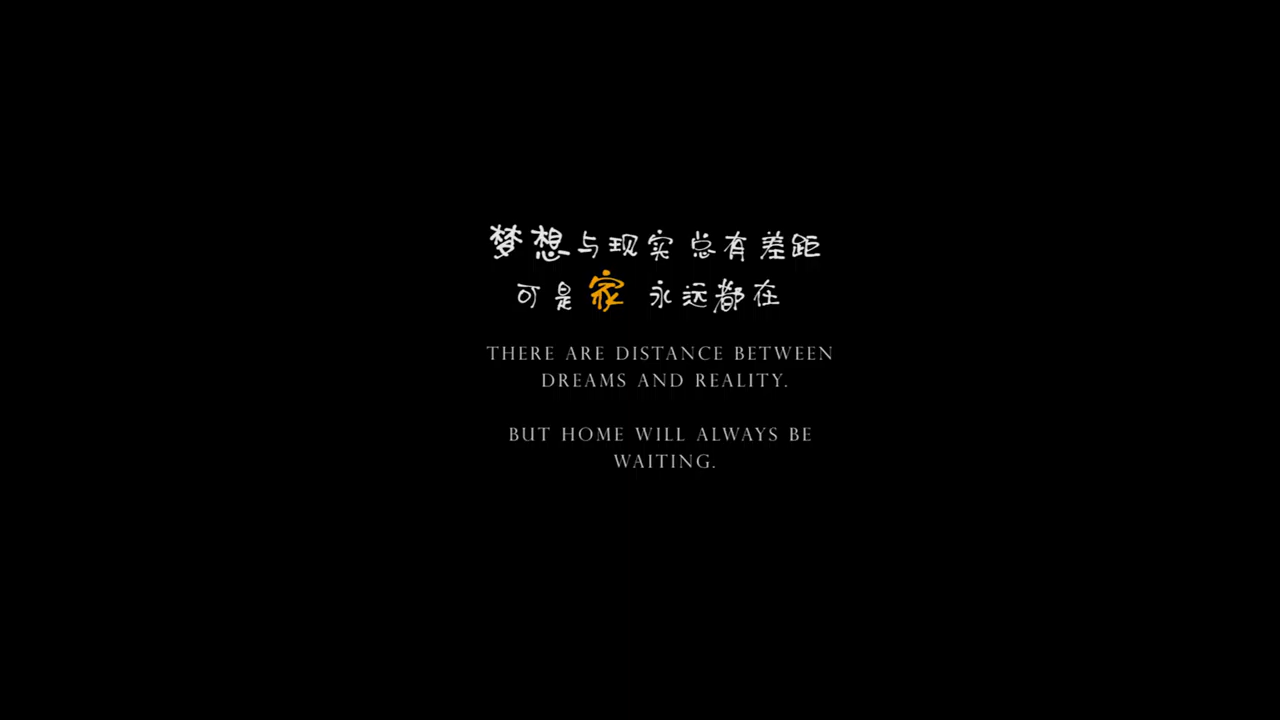 梦想与现实 总有差距
可是家 永远都在
THERE ARE DISTANCE BETWEEN
DREAMS AND REALITY.
BUT HOME WILL ALWAYS BE
WAITING.